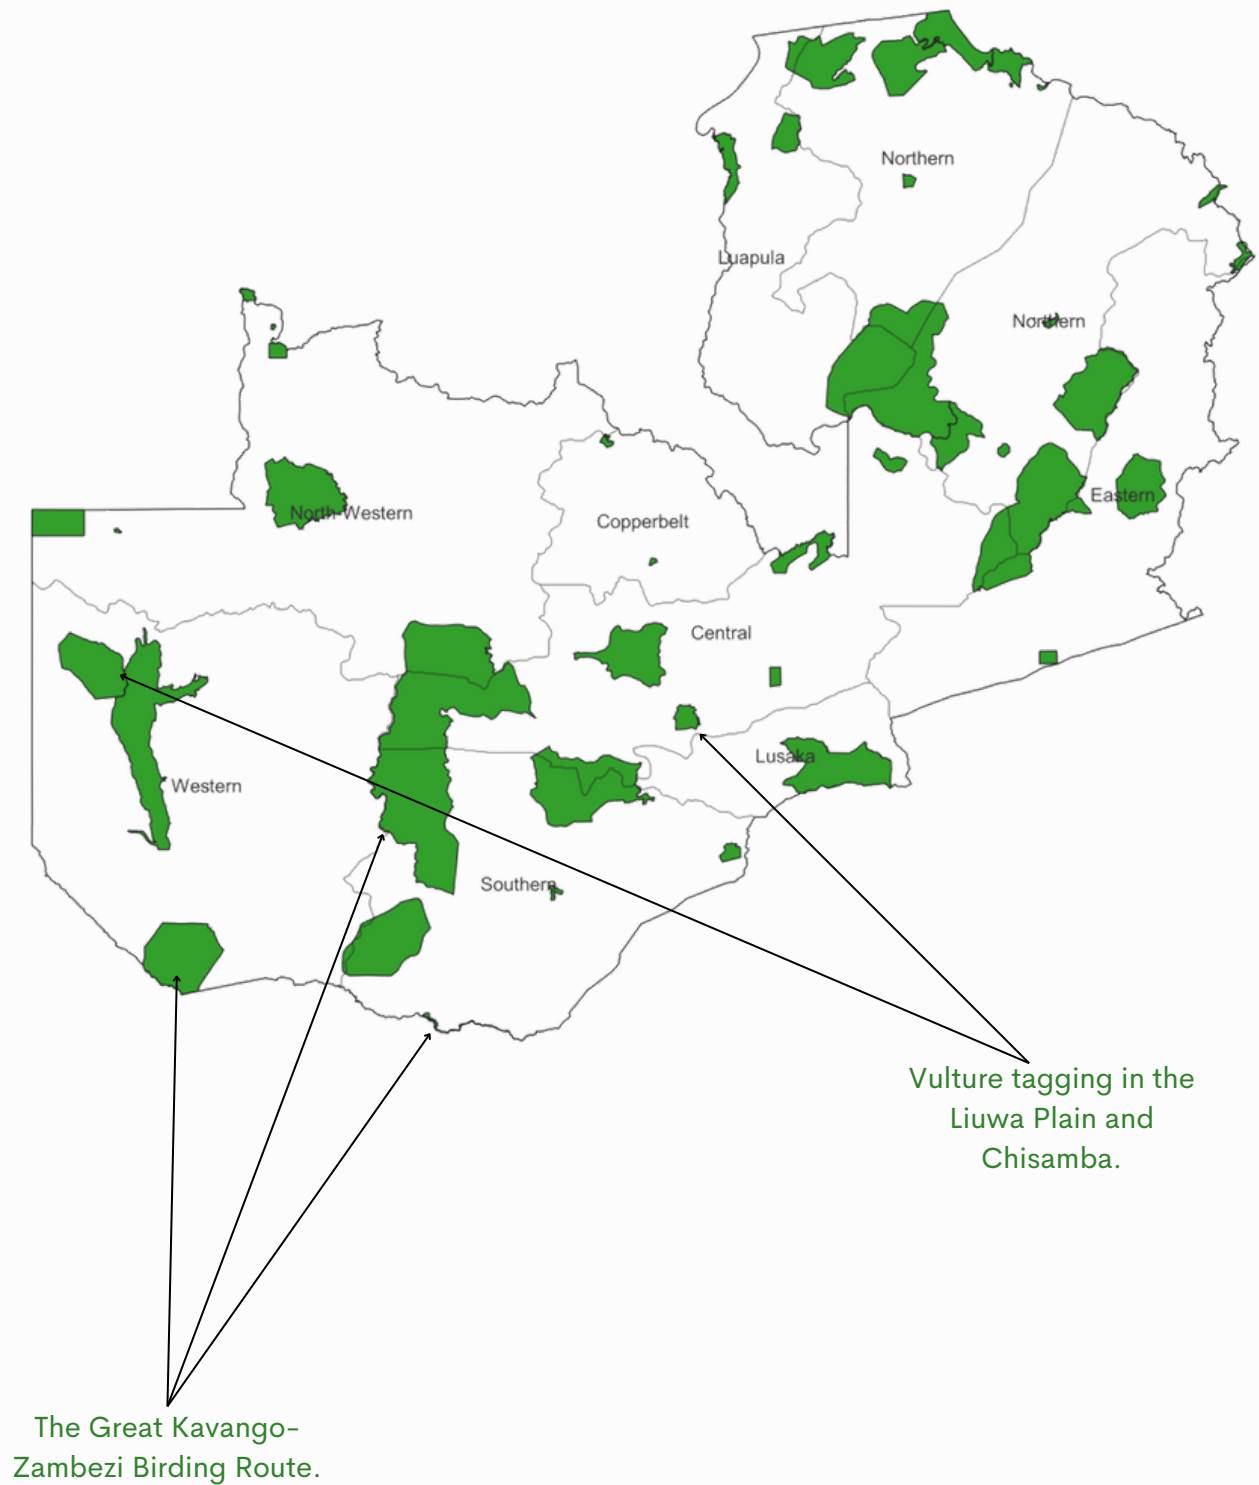 Northern
Luapula
Northern
Eastern
North-Western
Copperbelt
Central
Lusaka
Western
Southern
Vulture tagging in the
Liuwa Plain and
Chisamba.
The Great Kavango-
Zambezi Birding Route.